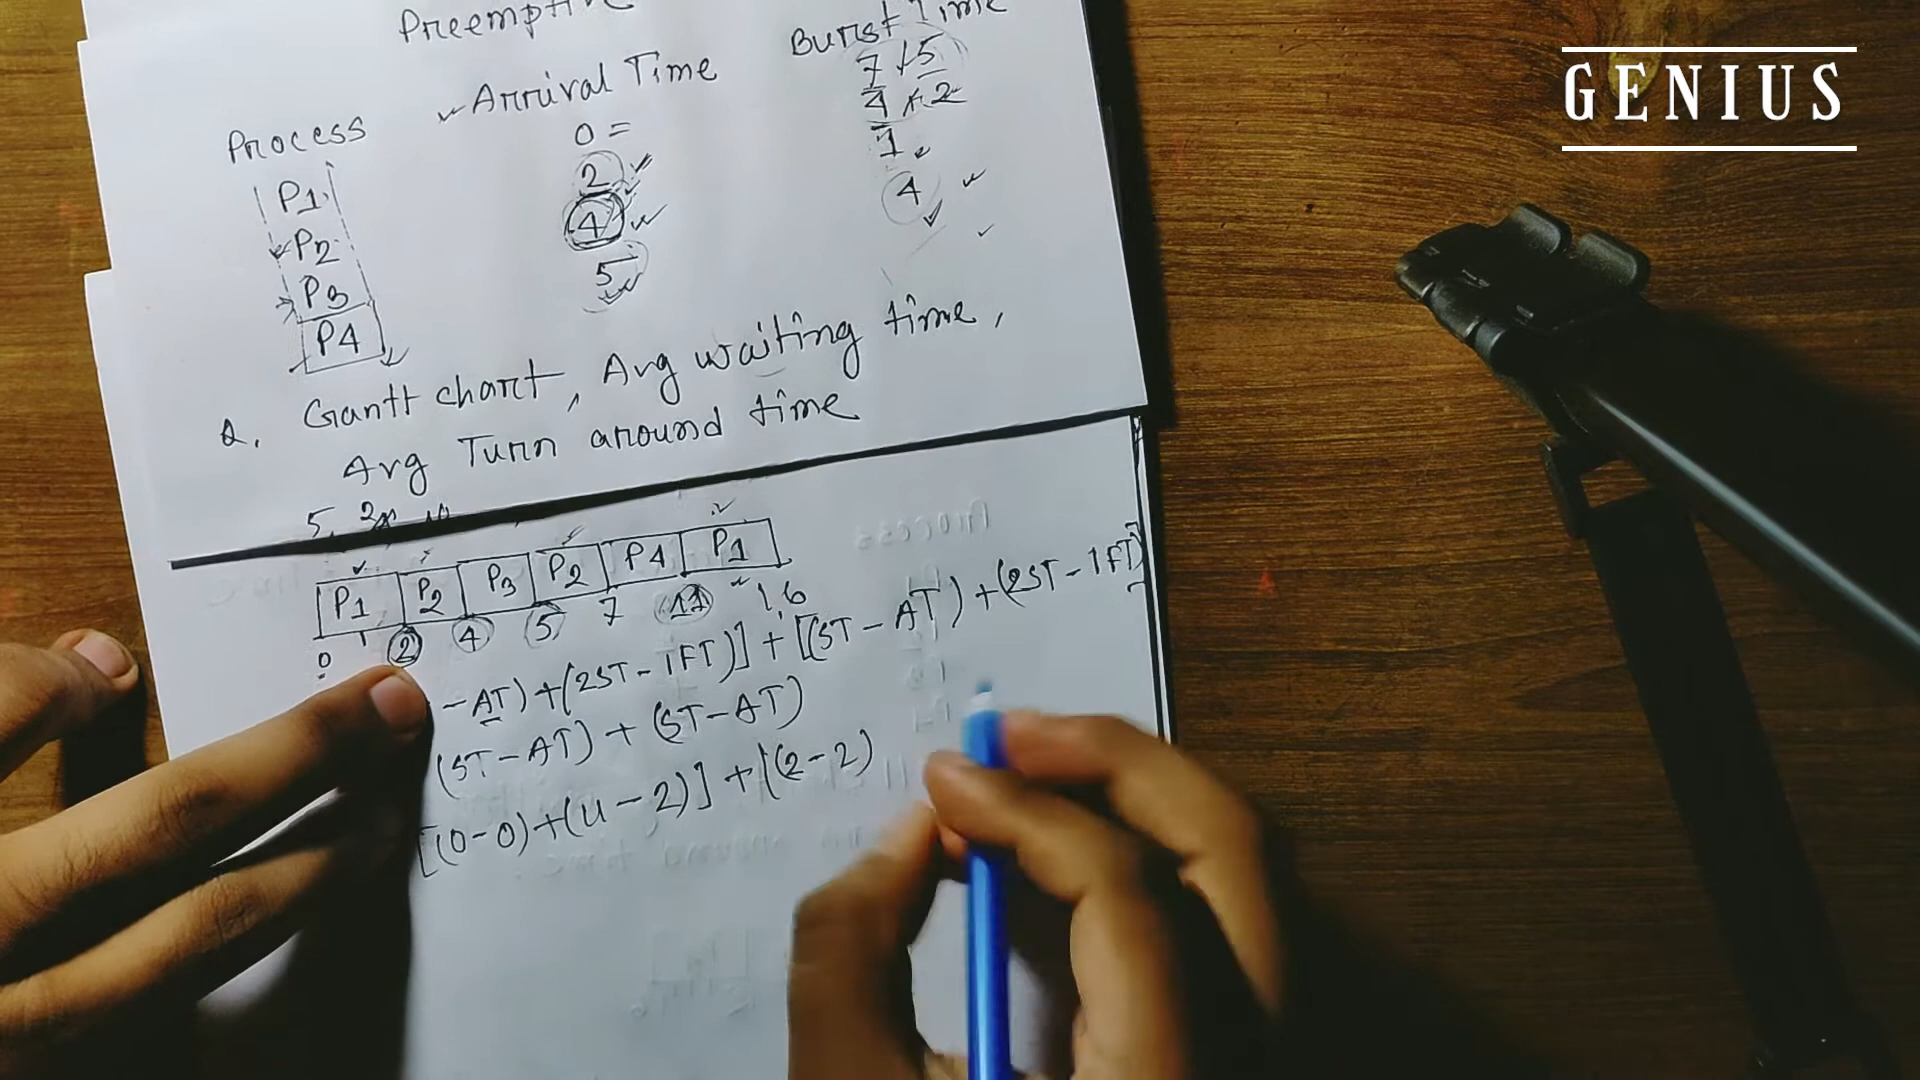 GENIUS
Preemptive
Process Arrival Time Burst Time
P1 0 = 7 5
P2 2 4 2
P3 4 1
P4 5 4
Q. Gantt chart, Avg waiting time,
Avg Turn around time
5, 2
P1 P2 P3 P2 P4 P1
0 2 4 5 7 11 16
- AT) + (2ST - 1FT)] + [(ST - AT) + (2ST - 1FT)]
(ST - AT) + (ST - AT)
[(0-0) + (11 - 2)] + [(2-2)